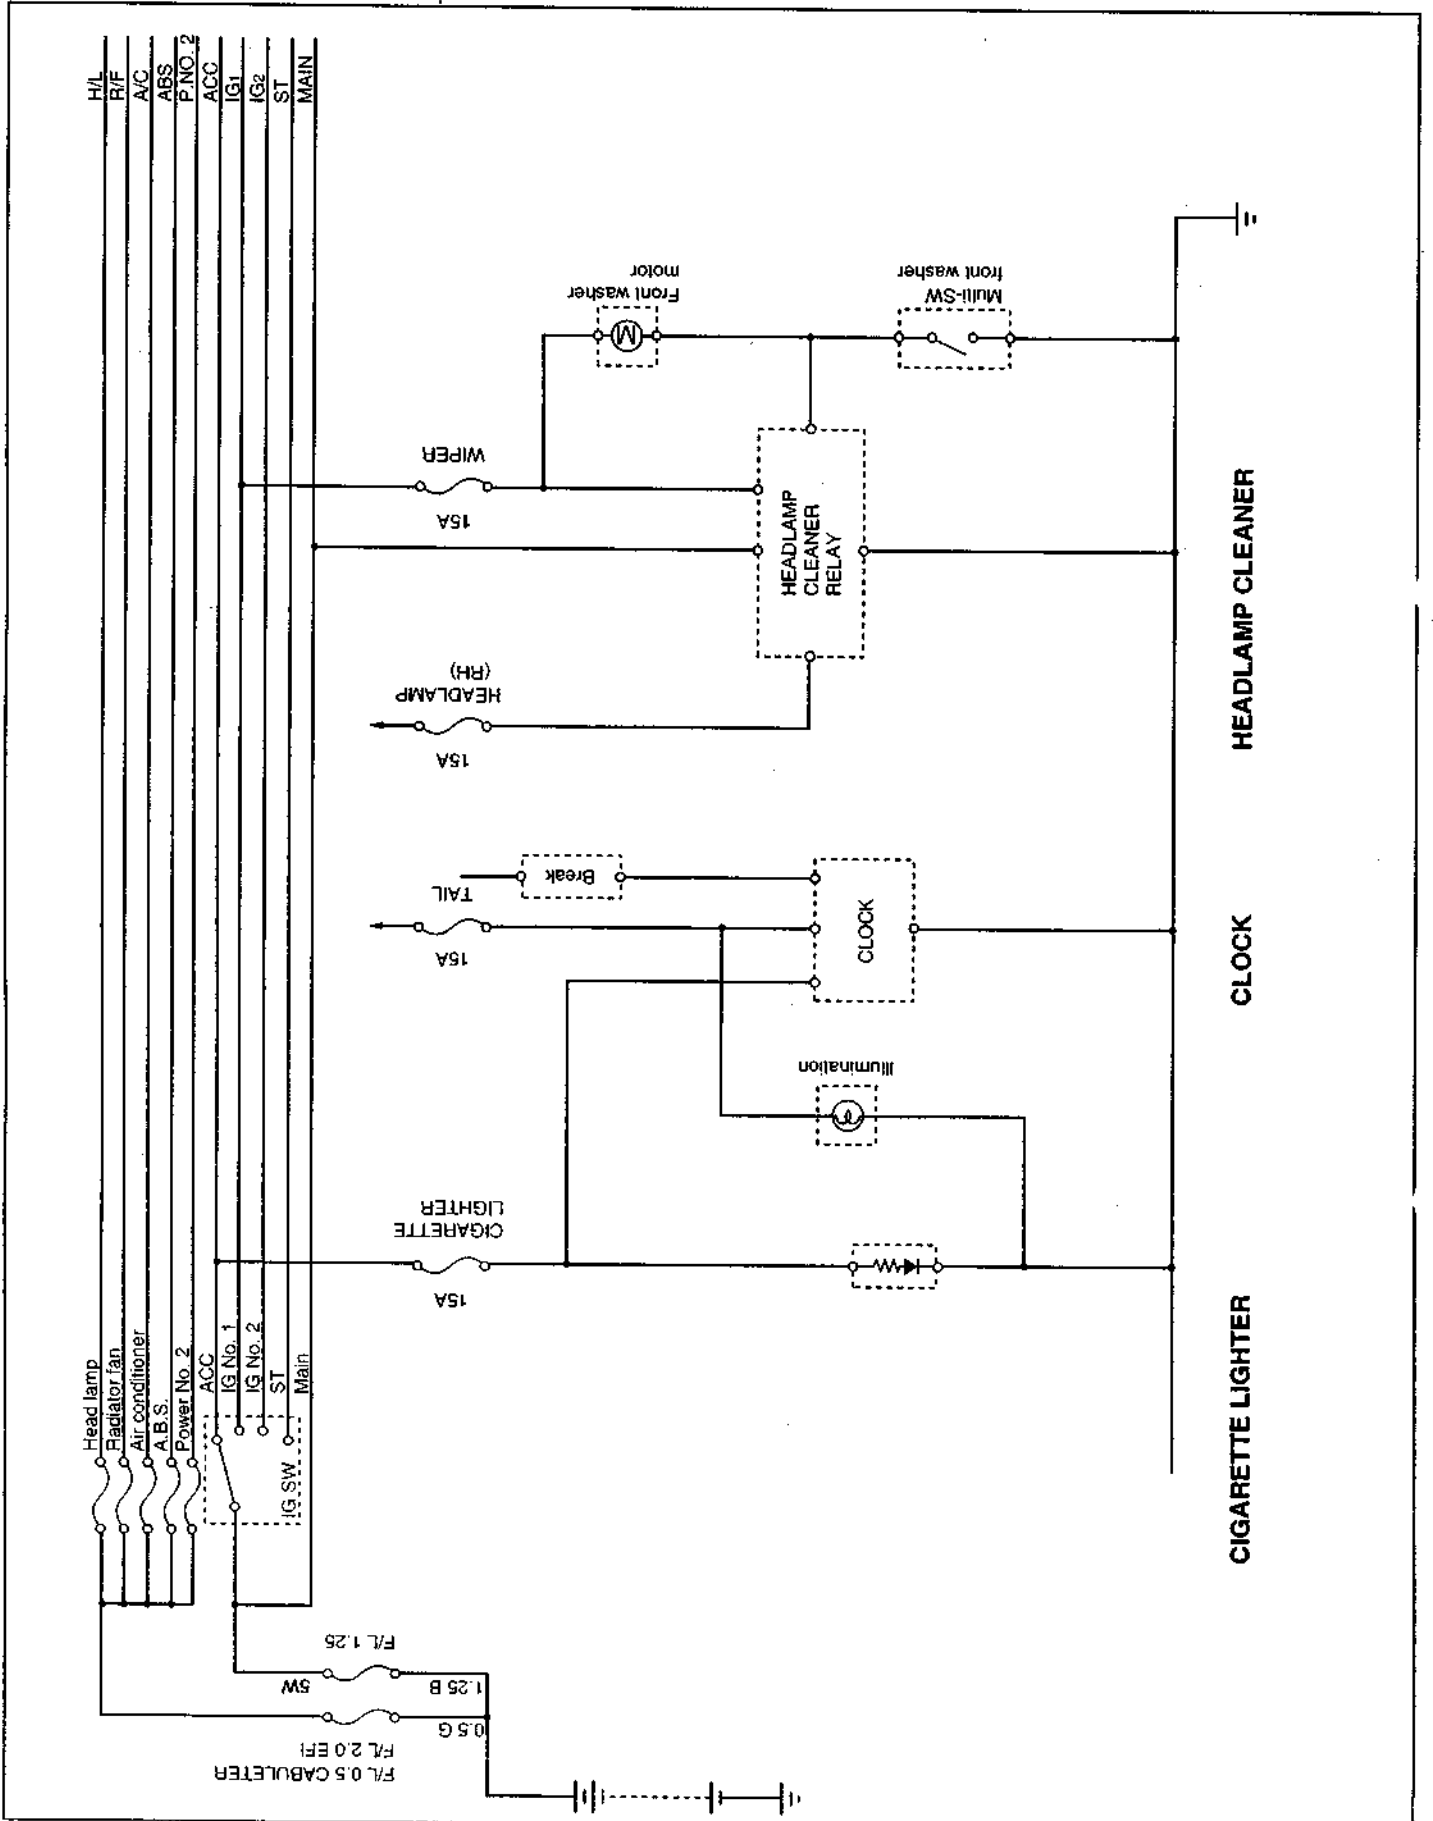 H/L
R/F
A/C
ABS
P.NO. 2
ACC
IG1
IG2
ST
MAIN
Head lamp
Radiator fan
Air conditioner
A.B.S.
Power No. 2
ACC
IG No. 1
IG No. 2
ST
Main
IG SW
F/L 1.25
5W
1.25 B
0.5 G
F/L 0.5 CABULETER
F/L 2.0 EFI
CIGARETTE
LIGHTER
15A
Illumination
TAIL
15A
Break
CLOCK
HEADLAMP
(RH)
15A
WIPER
15A
HEADLAMP
CLEANER
RELAY
Front washer
motor
M
Multi-SW
front washer
CIGARETTE LIGHTER
CLOCK
HEADLAMP CLEANER